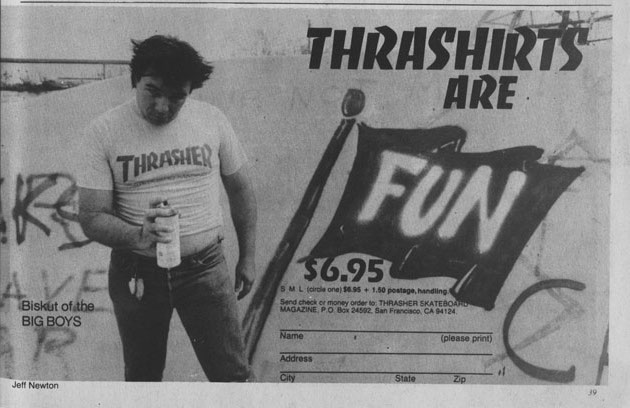 THRASHIRTS
ARE
THRASHER
FUN
$6.95
S M L (circle one) $6.95 + 1.50 postage, handling.
Send check or money order to: THRASHER SKATEBOARD
MAGAZINE, P.O. Box 24592, San Francisco, CA 94124.
Name (please print)
Address
City State Zip
Biskut of the
BIG BOYS
Jeff Newton
39